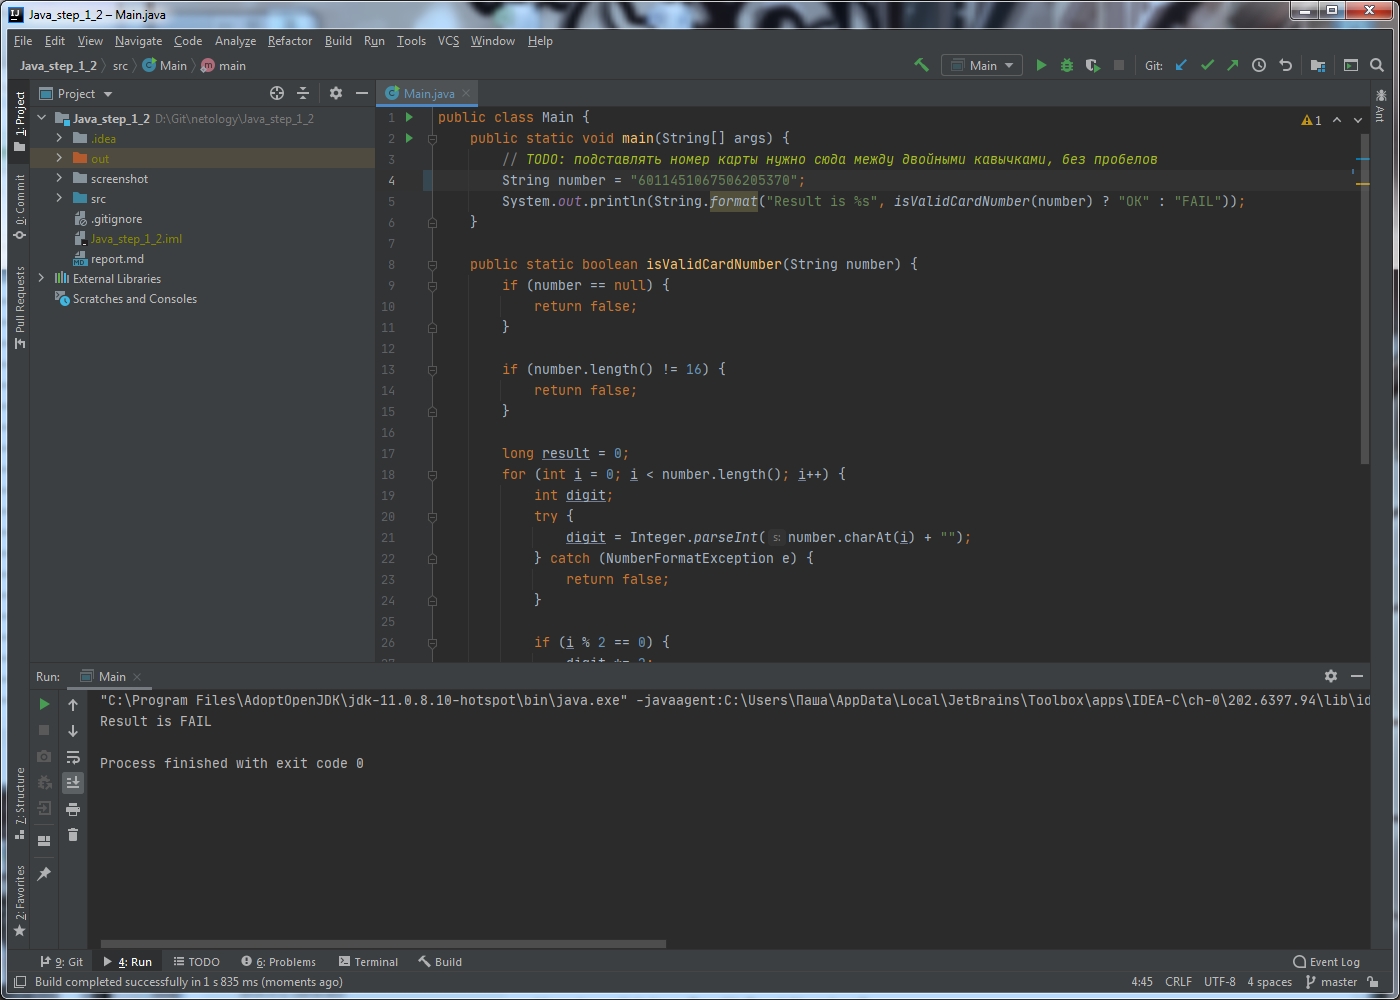 Java_step_1_2 – Main.java
File Edit View Navigate Code Analyze Refactor Build Run Tools VCS Window Help
Java_step_1_2 src Main main
Main
Git:
1: Project
0: Commit
Pull Requests
7: Structure
2: Favorites
Project
Java_step_1_2 D:\Git\netology\Java_step_1_2
.idea
out
screenshot
src
.gitignore
Java_step_1_2.iml
report.md
External Libraries
Scratches and Consoles
Main.java
Ant
1
1 public class Main {
2 public static void main(String[] args) {
3 // TODO: подставлять номер карты нужно сюда между двойными кавычками, без пробелов
4 String number = "6011451067506205370";
5 System.out.println(String.format("Result is %s", isValidCardNumber(number) ? "OK" : "FAIL"));
6 }
7
8 public static boolean isValidCardNumber(String number) {
9 if (number == null) {
10 return false;
11 }
12
13 if (number.length() != 16) {
14 return false;
15 }
16
17 long result = 0;
18 for (int i = 0; i < number.length(); i++) {
19 int digit;
20 try {
21 digit = Integer.parseInt( s: number.charAt(i) + "");
22 } catch (NumberFormatException e) {
23 return false;
24 }
25
26 if (i % 2 == 0) {
27 digit *= 2;
Run: Main
"C:\Program Files\AdoptOpenJDK\jdk-11.0.8.10-hotspot\bin\java.exe" -javaagent:C:\Users\Паша\AppData\Local\JetBrains\Toolbox\apps\IDEA-C\ch-0\202.6397.94\lib\id
Result is FAIL
Process finished with exit code 0
9: Git 4: Run TODO 6: Problems Terminal Build Event Log
Build completed successfully in 1 s 835 ms (moments ago) 4:45 CRLF UTF-8 4 spaces master